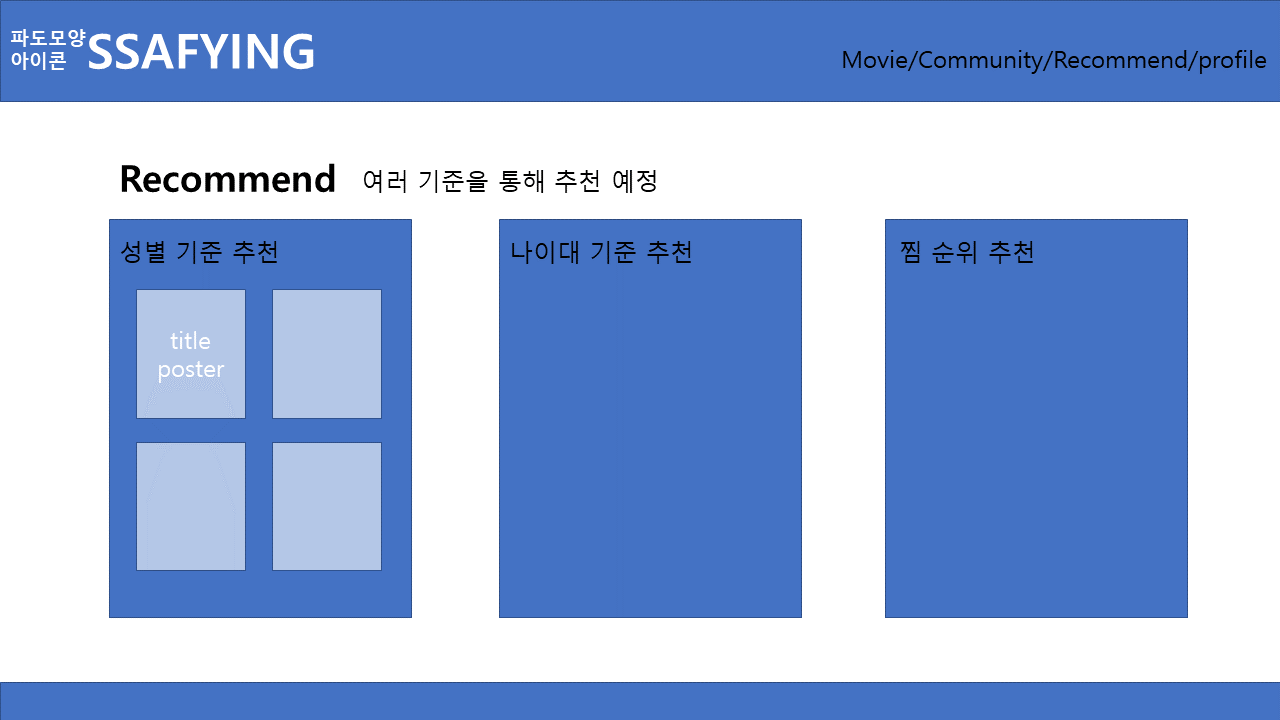 파도모양
아이콘
SSAFYING
Movie/Community/Recommend/profile
Recommend 여러 기준을 통해 추천 예정
성별 기준 추천
title
poster
나이대 기준 추천
찜 순위 추천